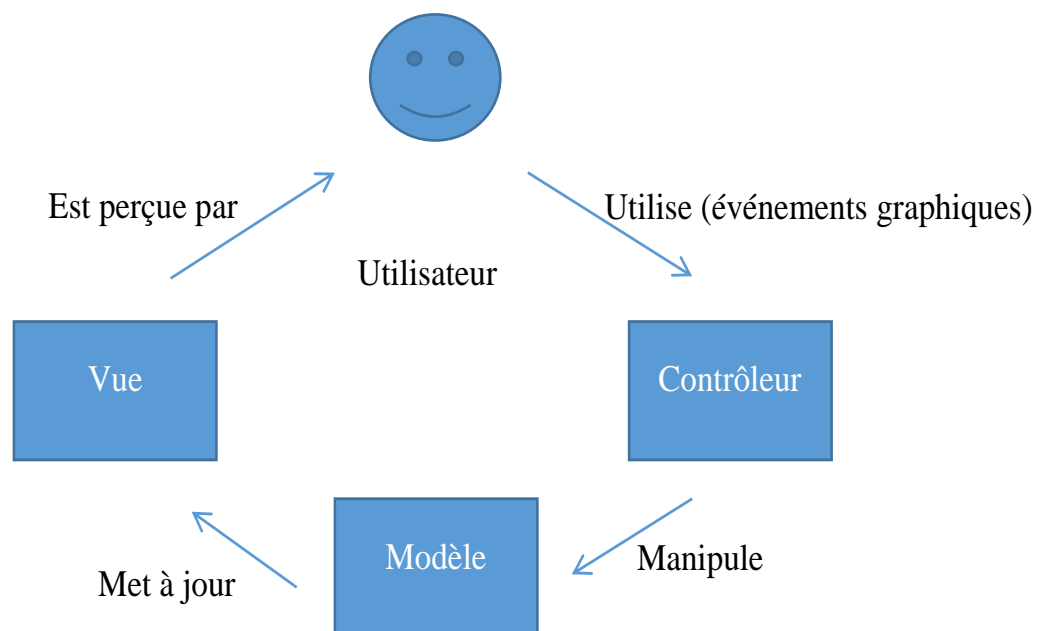 Est perçue par
Utilise (événements graphiques)
Utilisateur
Vue
Contrôleur
Modèle
Manipule
Met à jour